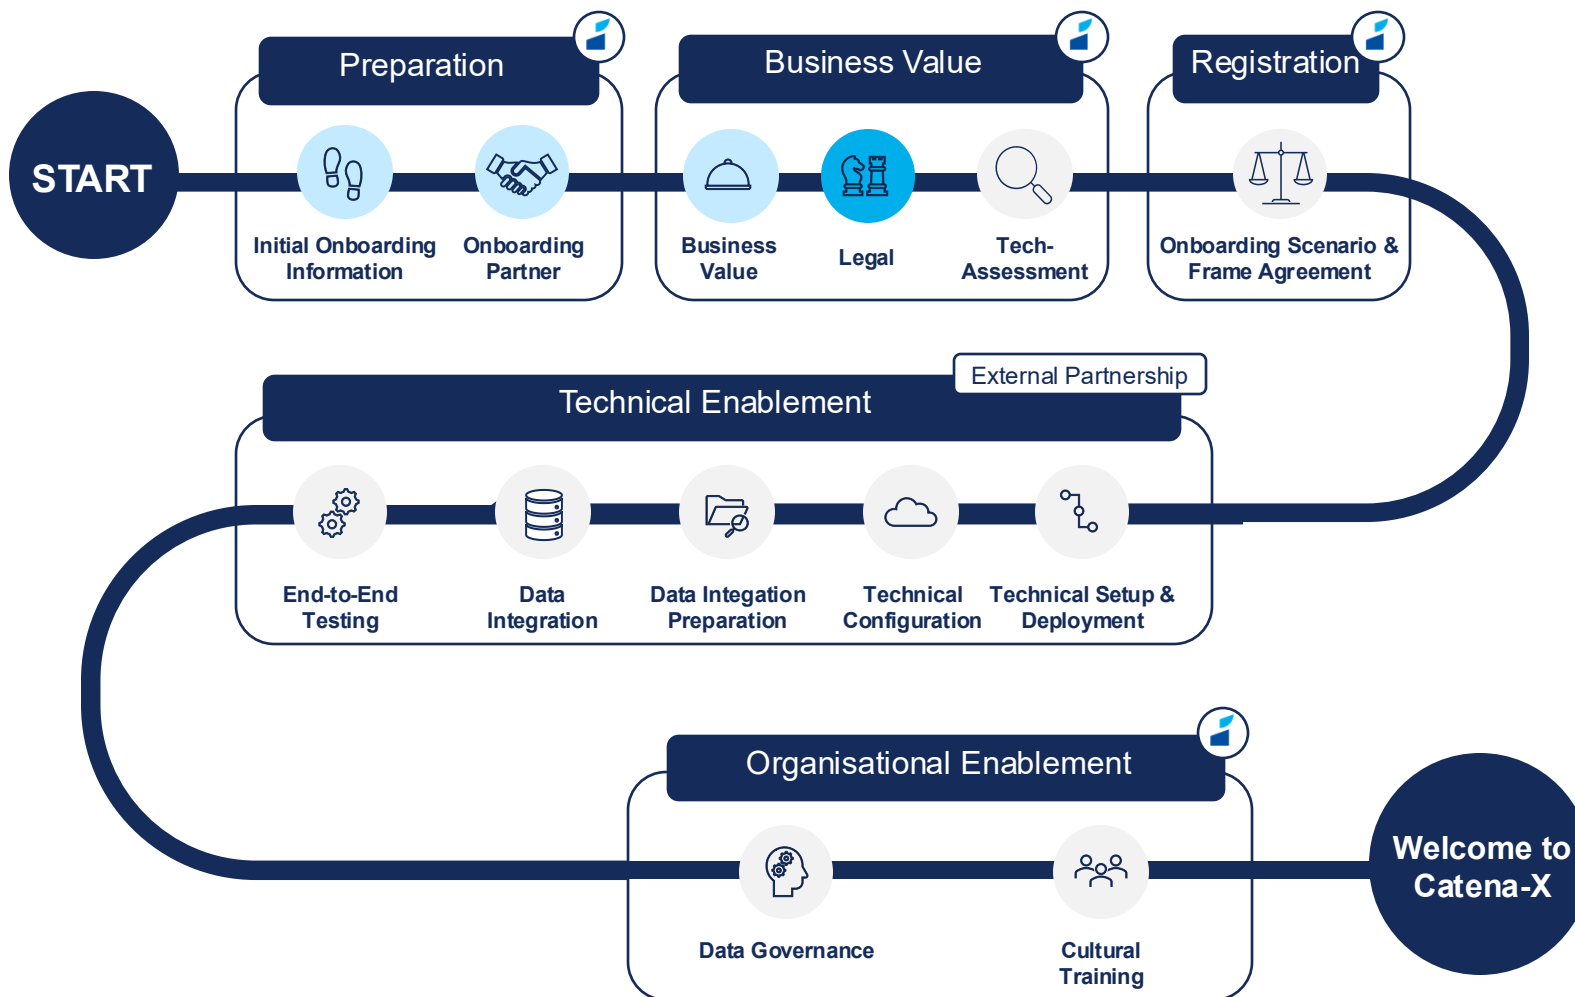 Preparation
Business Value
Registration
START
Initial Onboarding
Information
Onboarding
Partner
Business
Value
Legal
Tech-
Assessment
Onboarding Scenario &
Frame Agreement
External Partnership
Technical Enablement
End-to-End
Testing
Data
Integration
Data Integation
Preparation
Technical
Configuration
Technical Setup &
Deployment
Organisational Enablement
Data Governance
Cultural
Training
Welcome to
Catena-X